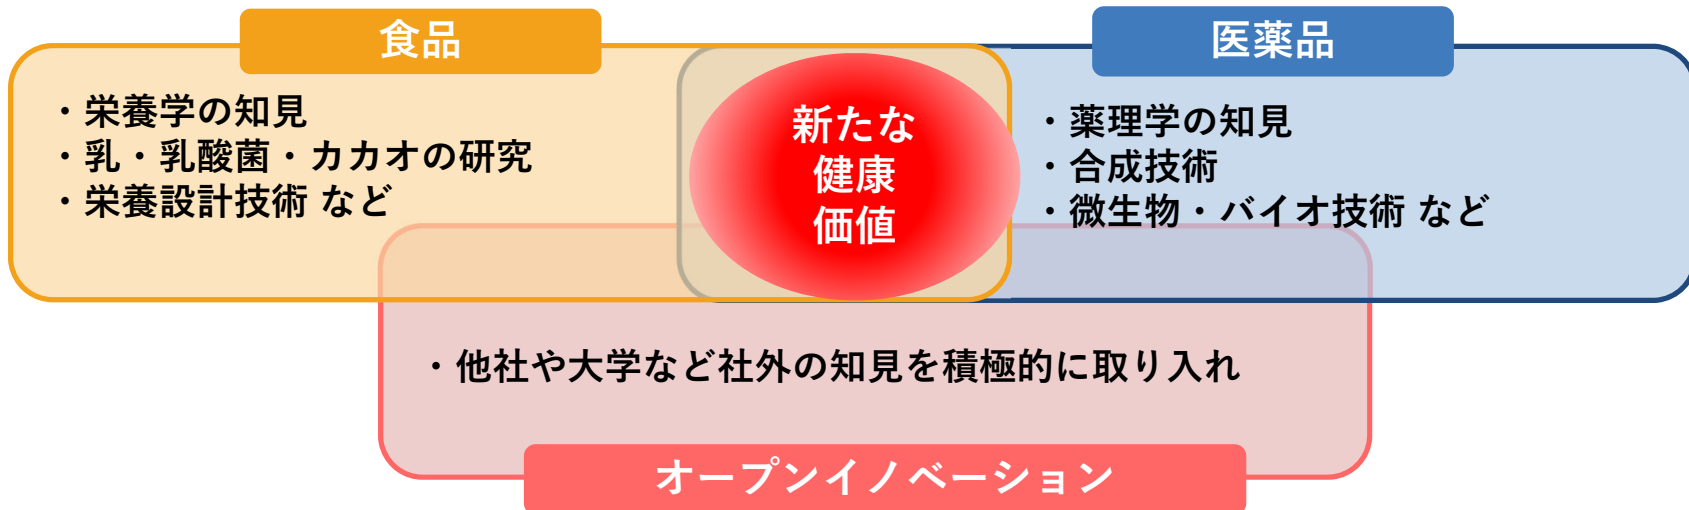 食品
・栄養学の知見
・乳・乳酸菌・カカオの研究
・栄養設計技術 など
新たな
健康
価値
医薬品
・薬理学の知見
・合成技術
・微生物・バイオ技術 など
・他社や大学など社外の知見を積極的に取り入れ
オープンイノベーション